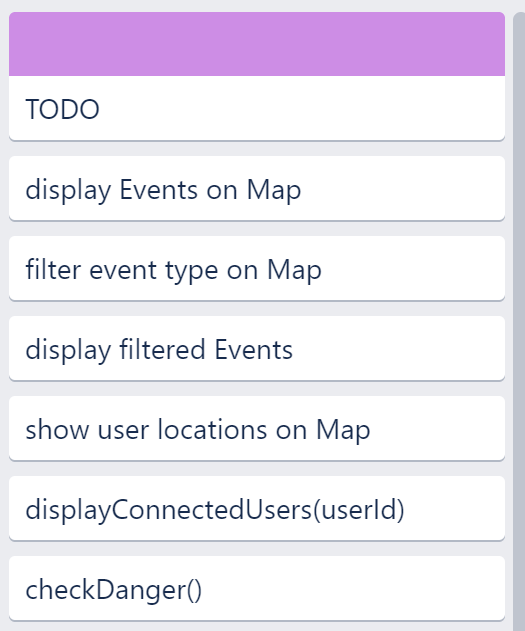 TODO
display Events on Map
filter event type on Map
display filtered Events
show user locations on Map
displayConnectedUsers(userId)
checkDanger()